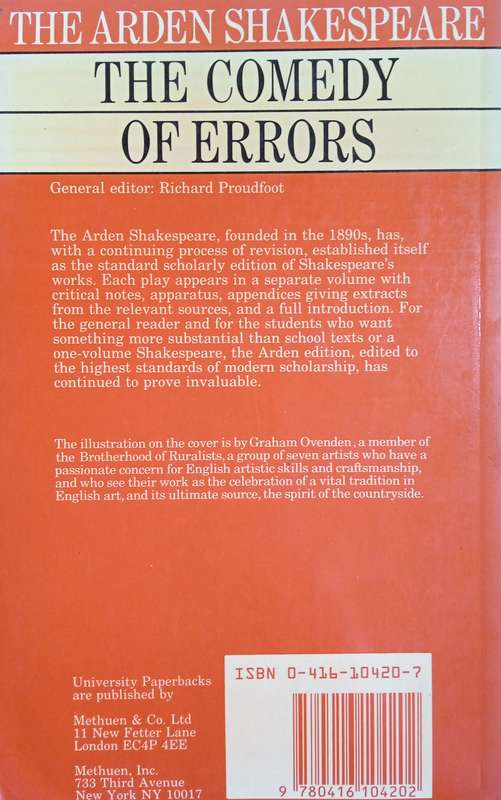 THE ARDEN SHAKESPEARE
THE COMEDY
OF ERRORS
General editor: Richard Proudfoot
The Arden Shakespeare, founded in the 1890s, has,
with a continuing process of revision, established itself
as the standard scholarly edition of Shakespeare's
works. Each play appears in a separate volume with
critical notes, apparatus, appendices giving extracts
from the relevant sources, and a full introduction. For
the general reader and for the students who want
something more substantial than school texts or a
one-volume Shakespeare, the Arden edition, edited to
the highest standards of modern scholarship, has
continued to prove invaluable.
The illustration on the cover is by Graham Ovenden, a member of
the Brotherhood of Ruralists, a group of seven artists who have a
passionate concern for English artistic skills and craftsmanship,
and who see their work as the celebration of a vital tradition in
English art, and its ultimate source, the spirit of the countryside.
University Paperbacks
are published by
Methuen & Co. Ltd
11 New Fetter Lane
London EC4P 4EE
Methuen, Inc.
733 Third Avenue
New York NY 10017
ISBN 0-416-10420-7
9 780416 104202